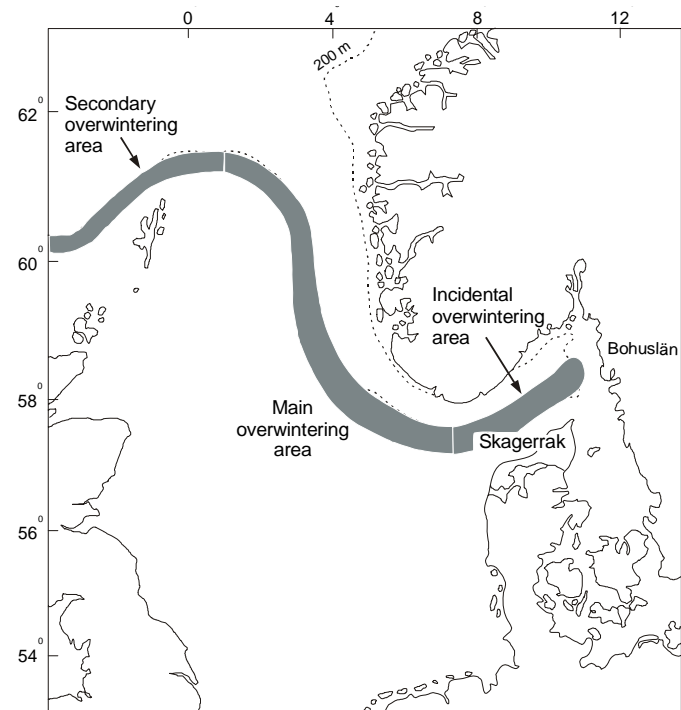 0 4 8 12
200 m
62°
Secondary
overwintering
area
60°
Incidental
overwintering
area
Bohuslän
58°
Main
overwintering
area
Skagerrak
56°
54°